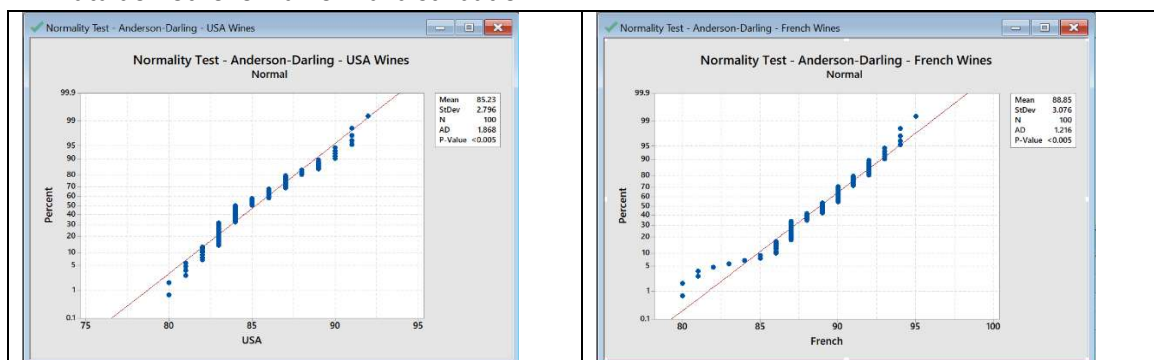 Normality Test - Anderson-Darling - USA Wines
Normality Test - Anderson-Darling - USA Wines
Normal
99.9
99
95
90
80
70
60
50
40
30
20
10
5
1
0.1
Percent
75
80
85
90
95
USA
Mean 85.23
StDev 2.796
N 100
AD 1.868
P-Value <0.005
Normality Test - Anderson-Darling - French Wines
Normality Test - Anderson-Darling - French Wines
Normal
99.9
99
95
90
80
70
60
50
40
30
20
10
5
1
0.1
Percent
80
85
90
95
100
French
Mean 88.85
StDev 3.076
N 100
AD 1.216
P-Value <0.005